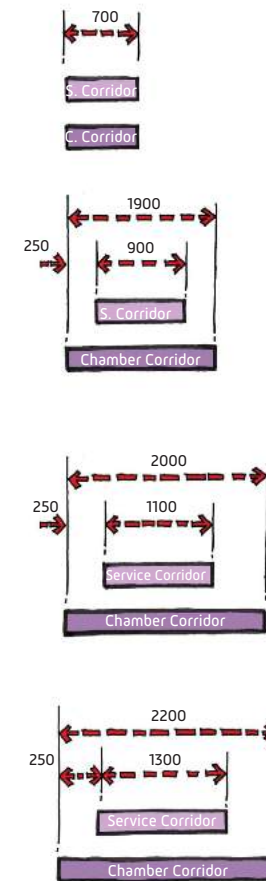 700
S. Corridor
C. Corridor
1900
250
900
S. Corridor
Chamber Corridor
2000
250
1100
Service Corridor
Chamber Corridor
2200
250
1300
Service Corridor
Chamber Corridor